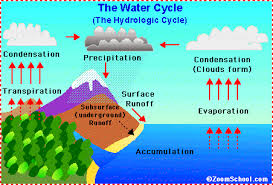 The Water Cycle
(The Hydrologic Cycle)
Condensation
Precipitation
Condensation
(Clouds form)
Transpiration
Surface
Runoff
Subsurface
(underground)
Runoff
Evaporation
Accumulation
©ZoomSchool.com